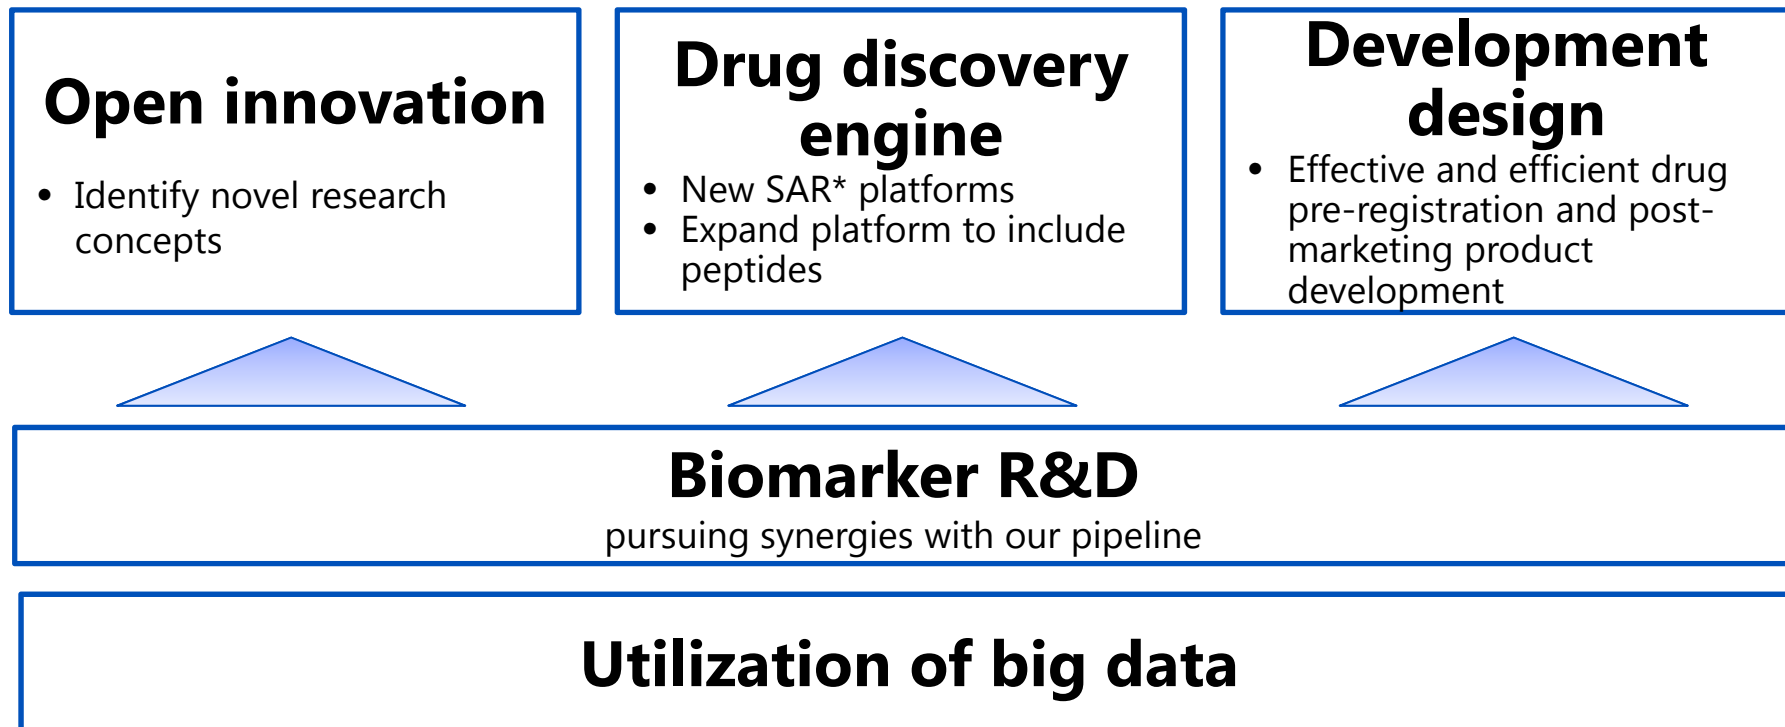 Open innovation
• Identify novel research
concepts
Drug discovery
engine
• New SAR* platforms
• Expand platform to include
peptides
Development
design
• Effective and efficient drug
pre-registration and post-
marketing product
development
Biomarker R&D
pursuing synergies with our pipeline
Utilization of big data